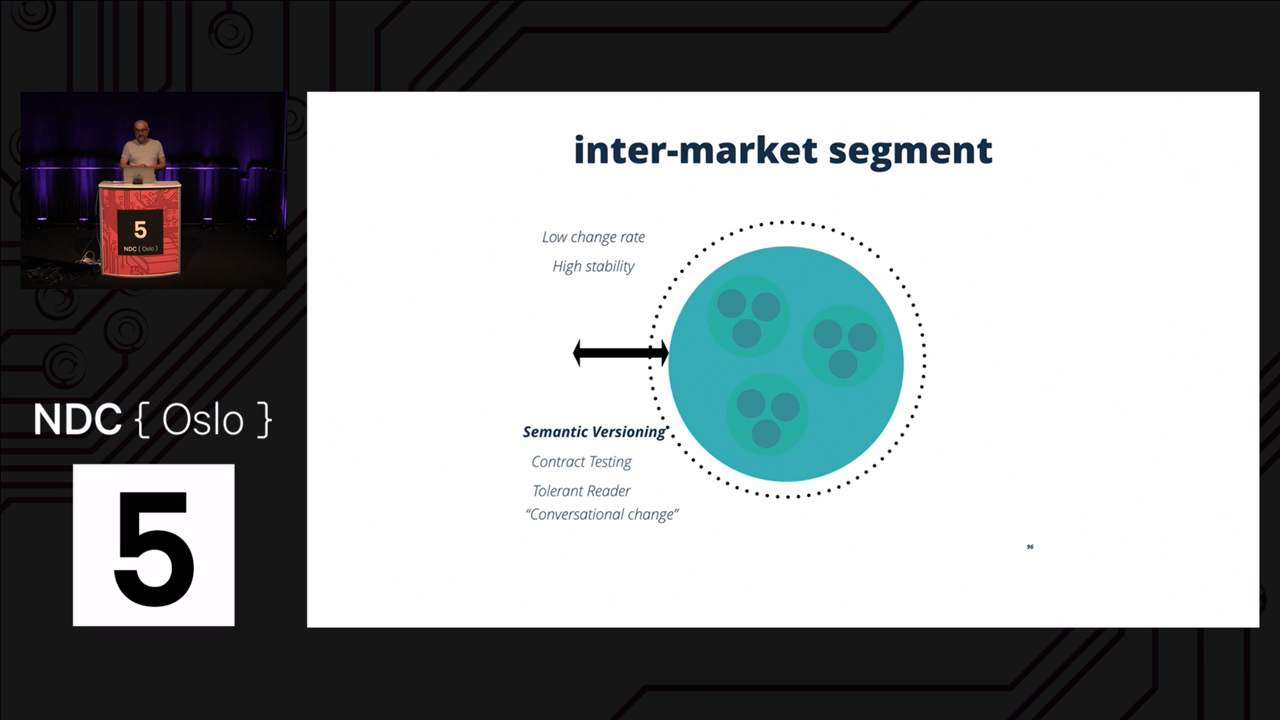 inter-market segment
Low change rate
High stability
Semantic Versioning
Contract Testing
Tolerant Reader
“Conversational change”
96
5
NDC { Oslo }
NDC { Oslo }
5